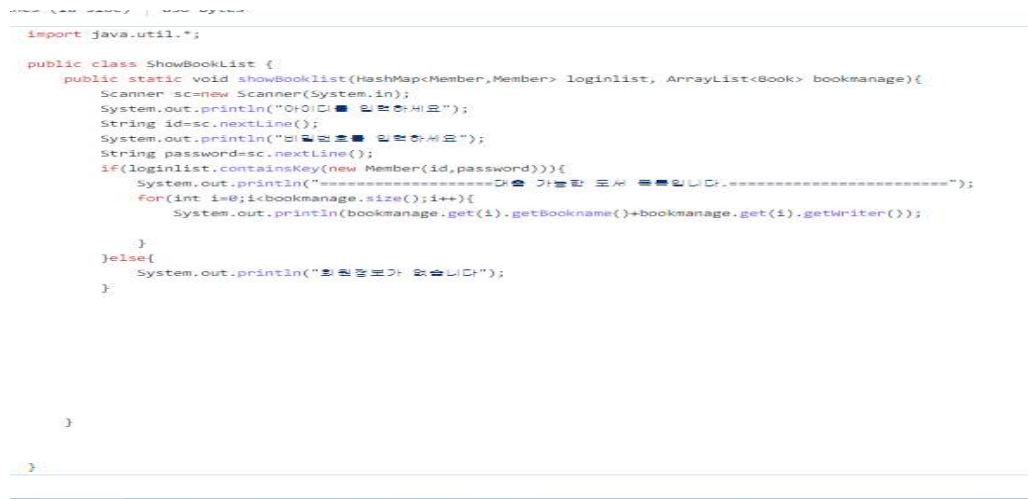 import java.util.*;
public class ShowBookList {
public static void showBooklist(HashMap<Member,Member> loginlist, ArrayList<Book> bookmanage){
Scanner sc=new Scanner(System.in);
System.out.println("아이디를 입력하세요");
String id=sc.nextLine();
System.out.println("비밀번호를 입력하세요");
String password=sc.nextLine();
if(loginlist.containsKey(new Member(id,password))){
System.out.println("===================대출 가능한 도서 목록입니다.========================");
for(int i=0;i<bookmanage.size();i++){
System.out.println(bookmanage.get(i).getBookname()+bookmanage.get(i).getWriter());
}
}else{
System.out.println("회원정보가 없습니다");
}
}
}